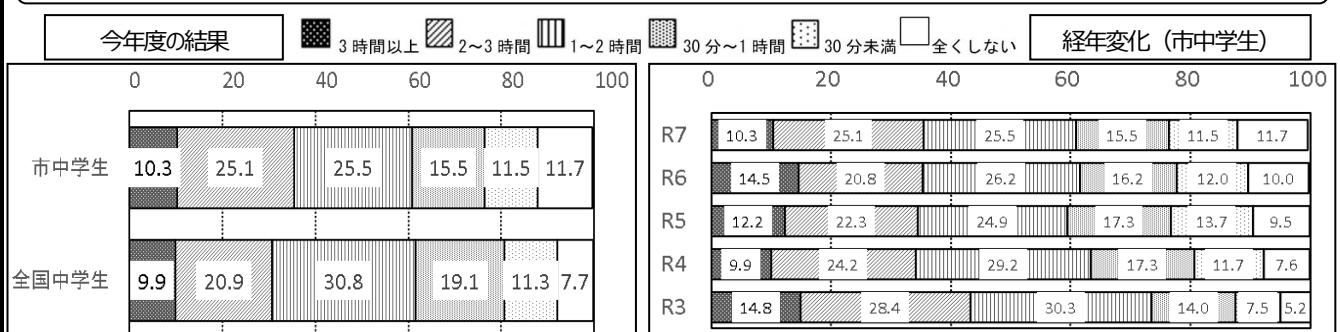 今年度の結果
3時間以上 2～3時間 1～2時間 30分～1時間 30分未満 全くしない
経年変化（市中学生）
0 20 40 60 80 100
市中学生 10.3 25.1 25.5 15.5 11.5 11.7
全国中学生 9.9 20.9 30.8 19.1 11.3 7.7
0 20 40 60 80 100
R7 10.3 25.1 25.5 15.5 11.5 11.7
R6 14.5 20.8 26.2 16.2 12.0 10.0
R5 12.2 22.3 24.9 17.3 13.7 9.5
R4 9.9 24.2 29.2 17.3 11.7 7.6
R3 14.8 28.4 30.3 14.0 7.5 5.2